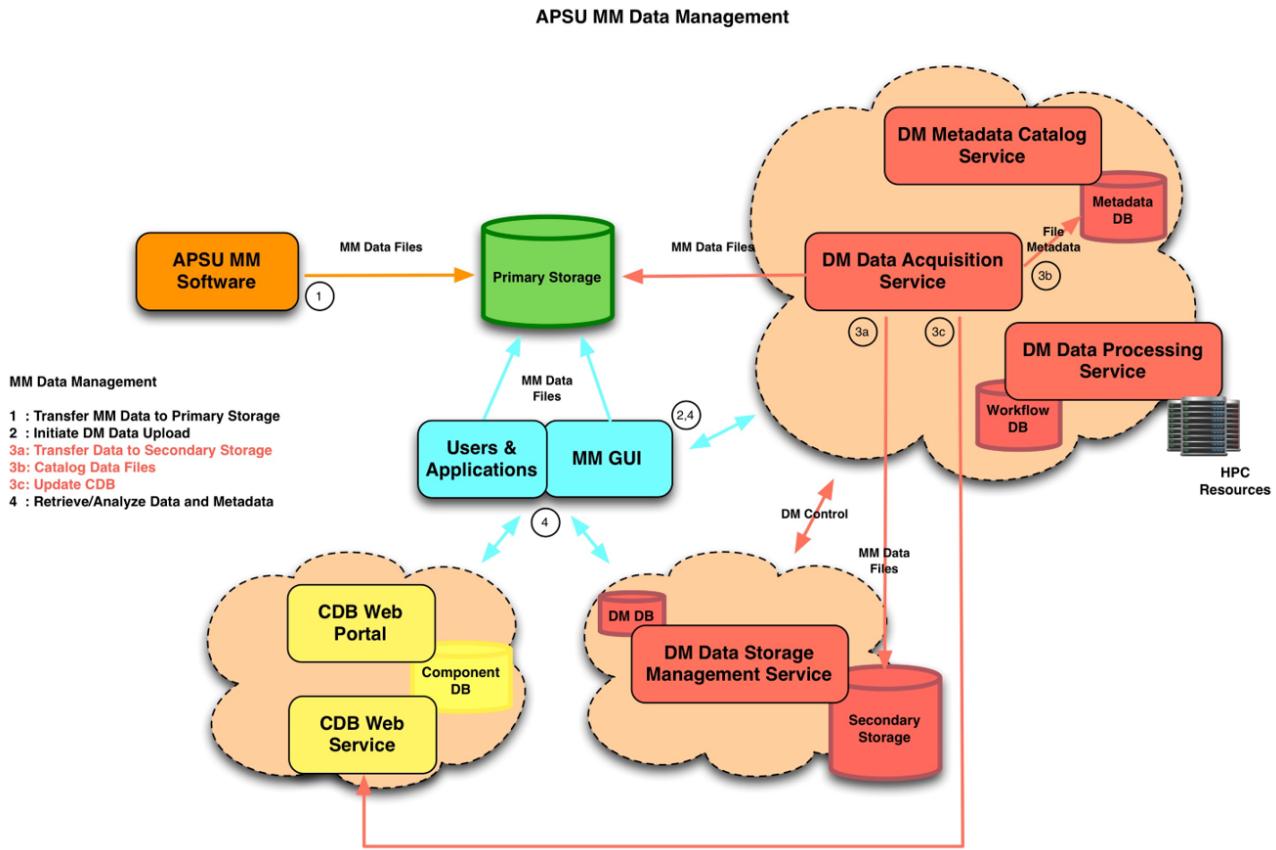 APSU MM Data Management
DM Metadata Catalog
Service
Metadata
DB
File
Metadata
3b
APSU MM
Software
MM Data Files
1
Primary Storage
MM Data Files
DM Data Acquisition
Service
3a
3c
DM Data Processing
Service
Workflow
DB
HPC
Resources
MM Data
Files
Users &
Applications
MM GUI
2,4
4
MM Data Management
1 : Transfer MM Data to Primary Storage
2 : Initiate DM Data Upload
3a: Transfer Data to Secondary Storage
3b: Catalog Data Files
3c: Update CDB
4 : Retrieve/Analyze Data and Metadata
DM Control
MM Data
Files
CDB Web
Portal
Component
DB
CDB Web
Service
DM DB
DM Data Storage
Management Service
Secondary
Storage